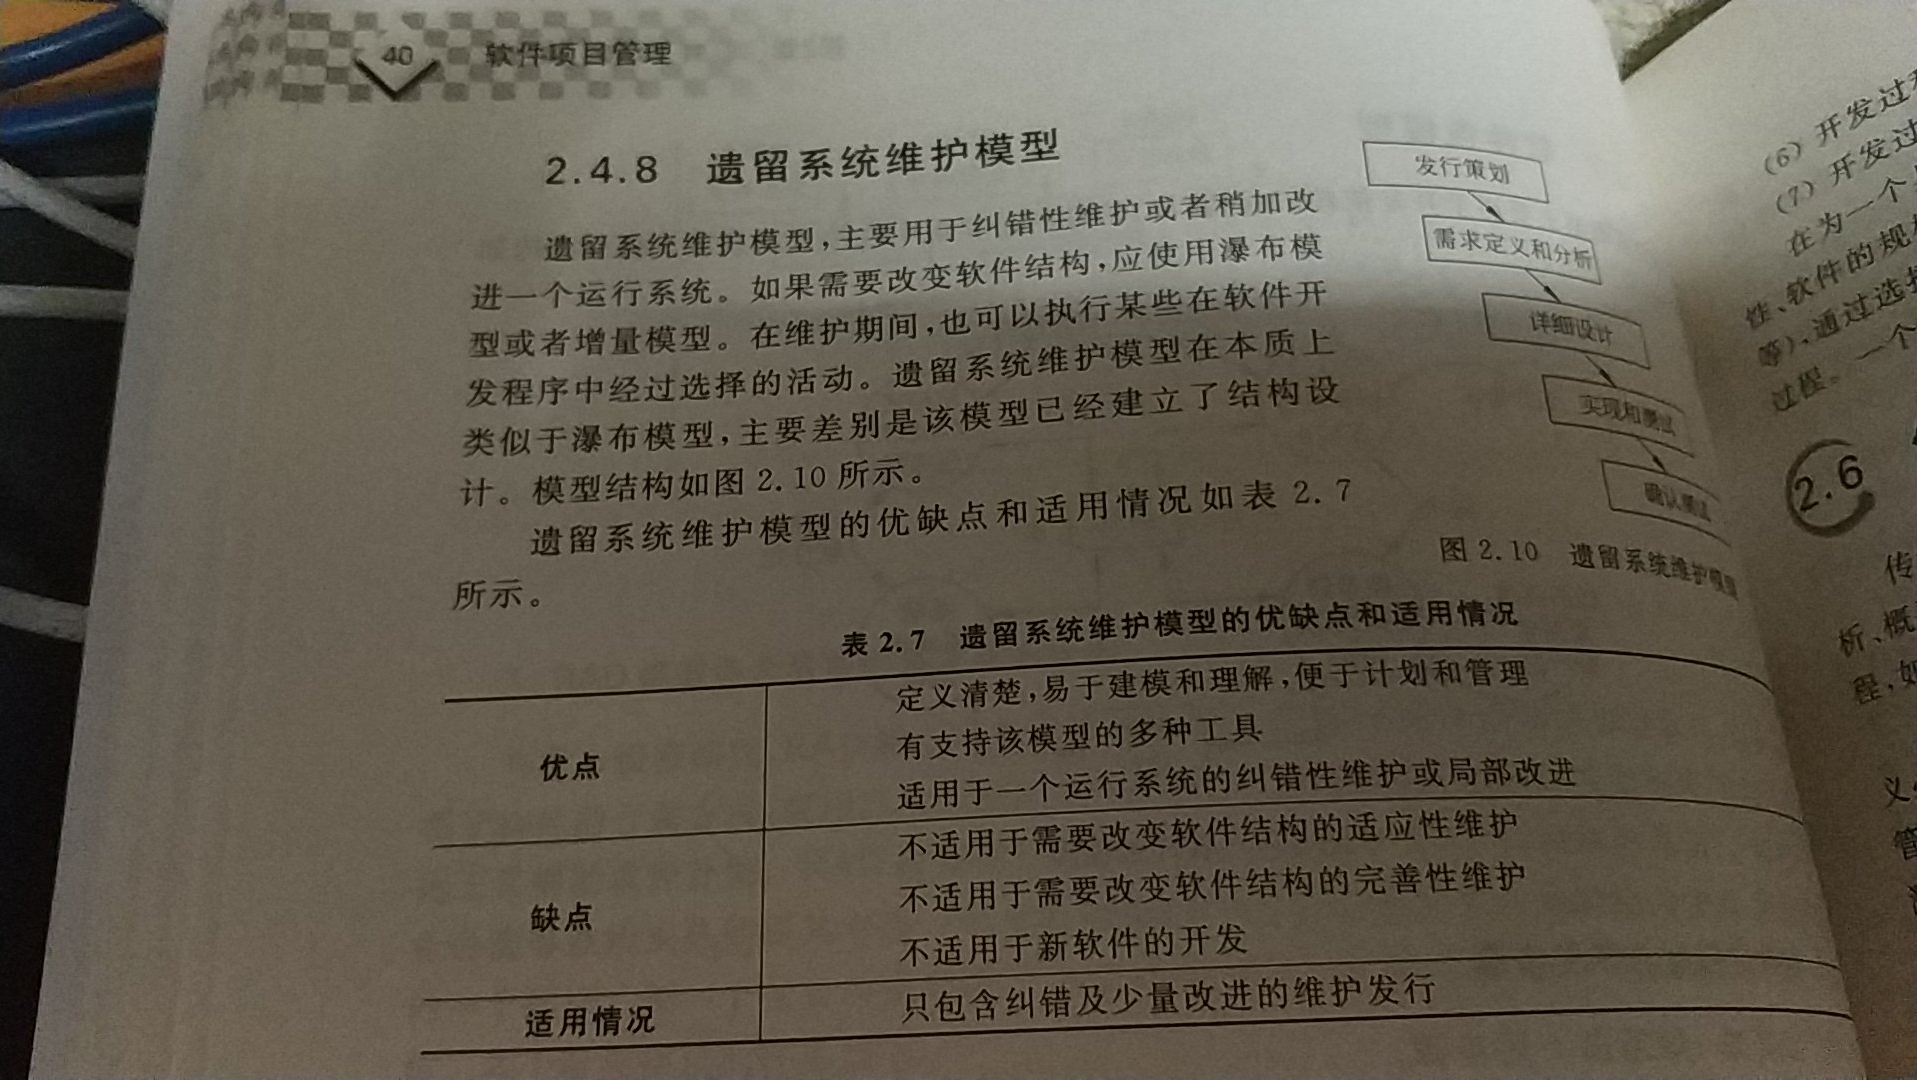 40
软件项目管理
2.4.8 遗留系统维护模型
遗留系统维护模型,主要用于纠错性维护或者稍加改
进一个运行系统。如果需要改变软件结构,应使用瀑布模
型或者增量模型。在维护期间,也可以执行某些在软件开
发程序中经过选择的活动。遗留系统维护模型在本质上
类似于瀑布模型,主要差别是该模型已经建立了结构设
计。模型结构如图 2.10 所示。
遗留系统维护模型的优缺点和适用情况如表 2.7
所示。
发行策划
需求定义和分析
详细设计
实现和测试
确认测试
图 2.10 遗留系统维护模型
表 2.7 遗留系统维护模型的优缺点和适用情况
优点
定义清楚,易于建模和理解,便于计划和管理
有支持该模型的多种工具
适用于一个运行系统的纠错性维护或局部改进
缺点
不适用于需要改变软件结构的适应性维护
不适用于需要改变软件结构的完善性维护
不适用于新软件的开发
适用情况
只包含纠错及少量改进的维护发行
(6) 开发过
(7) 开发过
在为一个
性、软件的规
等),通过选择
过程。一个
2.6
传
析、概
程,如
义
管